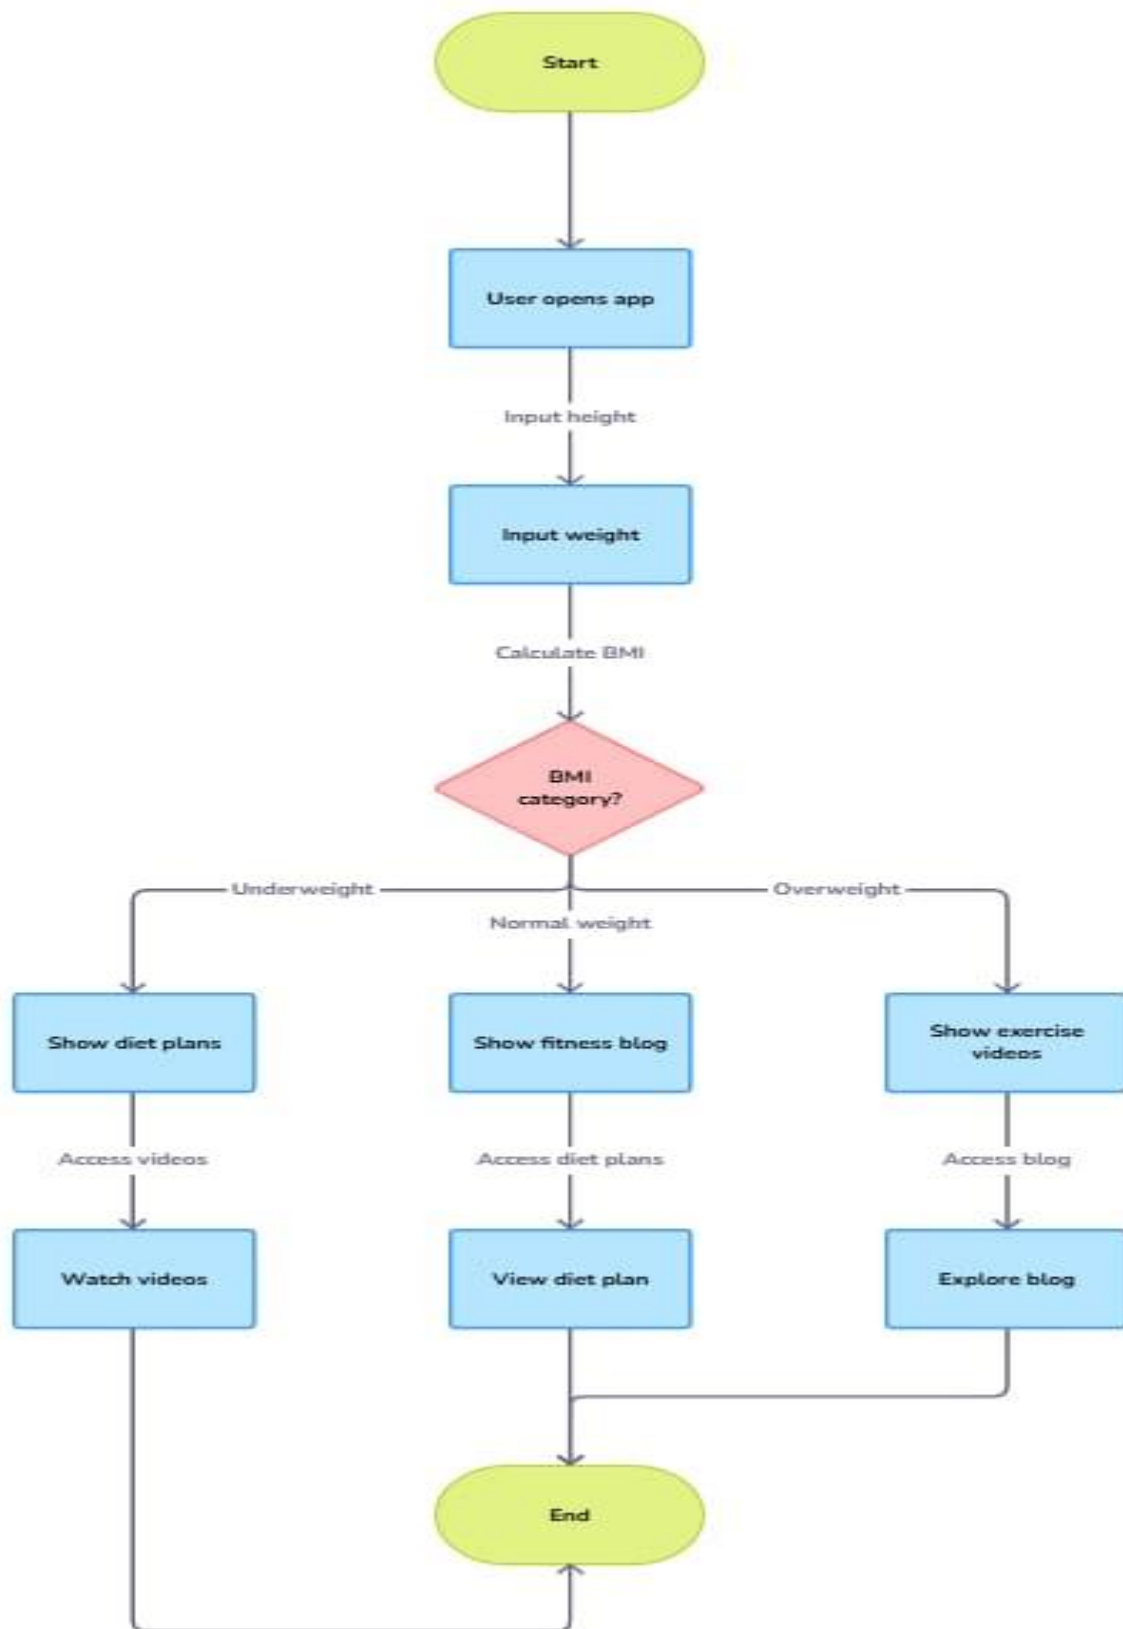 Start
User opens app
Input height
Input weight
Calculate BMI
BMI
category?
Underweight
Overweight
Normal weight
Show diet plans
Show fitness blog
Show exercise
videos
Access videos
Access diet plans
Access blog
Watch videos
View diet plan
Explore blog
End